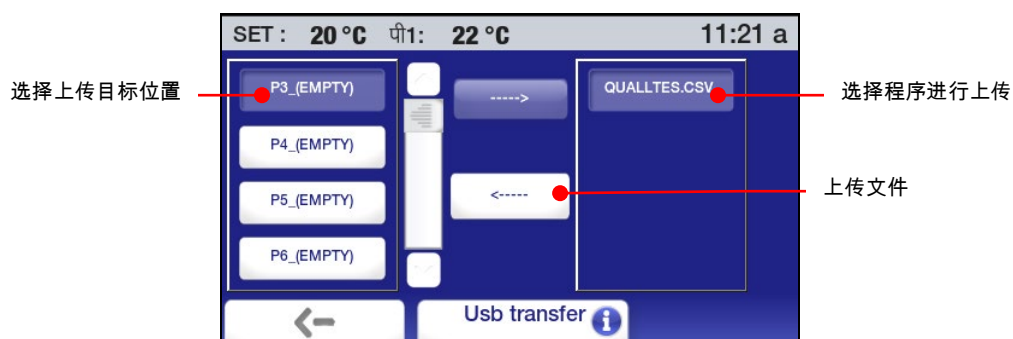 SET : 20 °C पी1: 22 °C 11:21 a
选择上传目标位置
P3_(EMPTY)
----->
QUALLTES.CSV
选择程序进行上传
P4_(EMPTY)
P5_(EMPTY)
<-----
上传文件
P6_(EMPTY)
Usb transfer